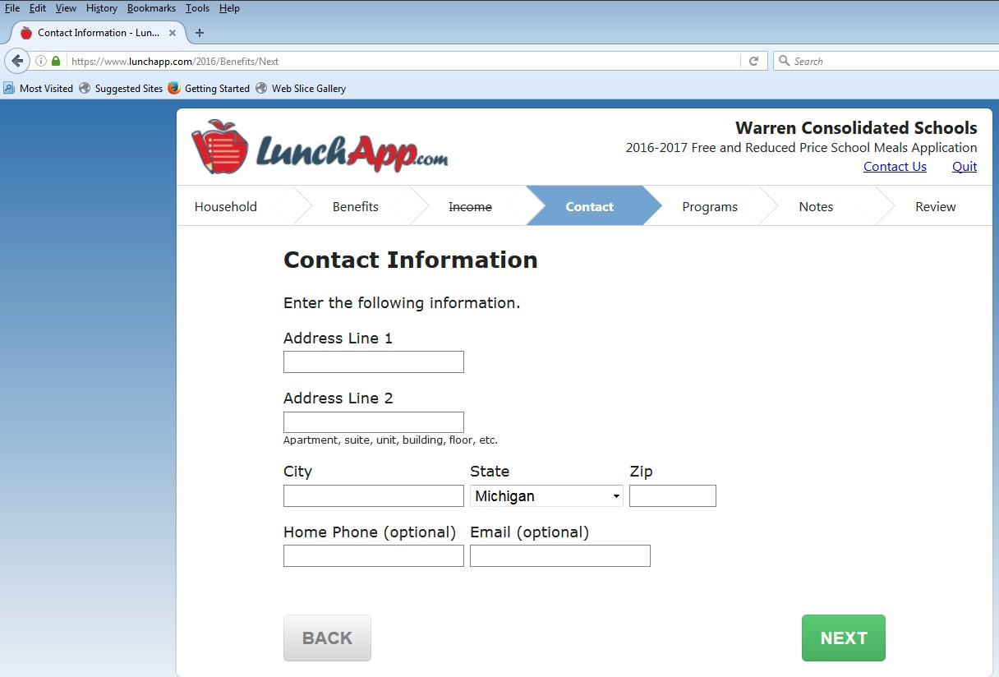 File Edit View History Bookmarks Tools Help
Contact Information - Lun...
https://www.lunchapp.com/2016/Benefits/Next
Search
Most Visited Suggested Sites Getting Started Web Slice Gallery
LunchApp.com
Warren Consolidated Schools
2016-2017 Free and Reduced Price School Meals Application
Contact Us Quit
Household Benefits Income Contact Programs Notes Review
Contact Information
Enter the following information.
Address Line 1
Address Line 2
Apartment, suite, unit, building, floor, etc.
City State Zip
Michigan
Home Phone (optional) Email (optional)
BACK NEXT